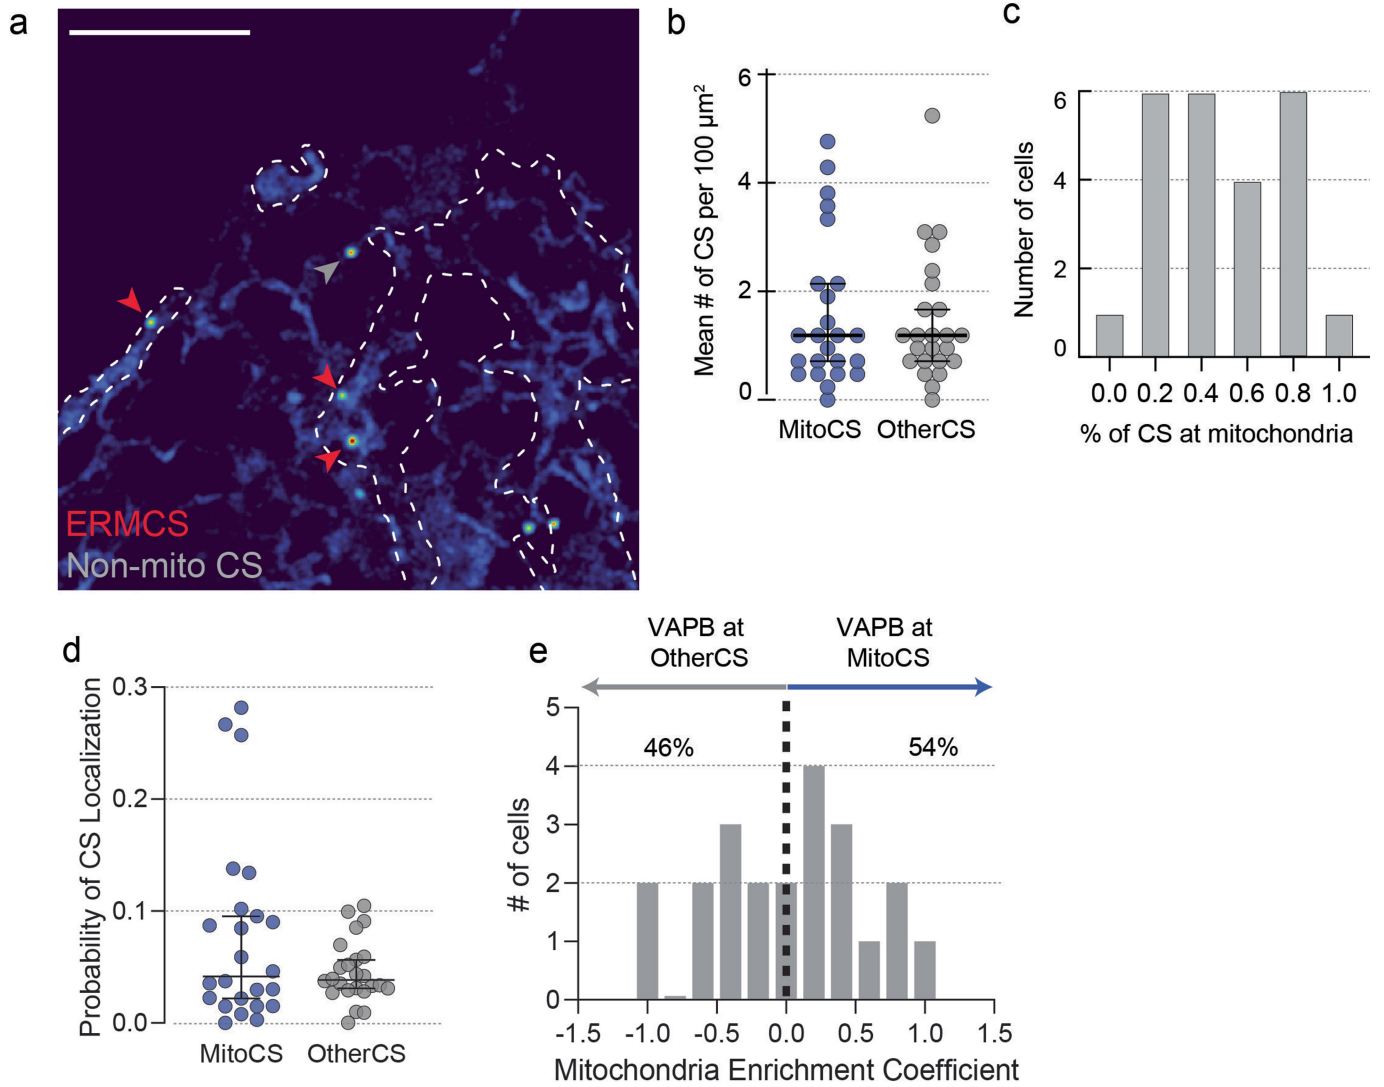 a
ERMCS
Non-mito CS
b
Mean # of CS per 100 μm²
6
4
2
0
MitoCS OtherCS
c
Number of cells
6
4
2
0
0.0 0.2 0.4 0.6 0.8 1.0
% of CS at mitochondria
d
Probability of CS Localization
0.3
0.2
0.1
0.0
MitoCS OtherCS
e
VAPB at
OtherCS
VAPB at
MitoCS
46%
54%
# of cells
5
4
3
2
1
0
-1.5 -1.0 -0.5 0.0 0.5 1.0 1.5
Mitochondria Enrichment Coefficient